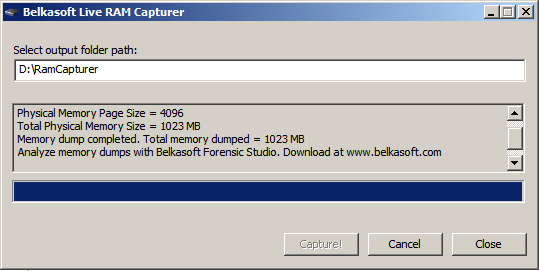 Belkasoft Live RAM Capturer
Select output folder path:
D:\RamCapturer
Physical Memory Page Size = 4096
Total Physical Memory Size = 1023 MB
Memory dump completed. Total memory dumped = 1023 MB
Analyze memory dumps with Belkasoft Forensic Studio. Download at www.belkasoft.com
Capture! Cancel Close